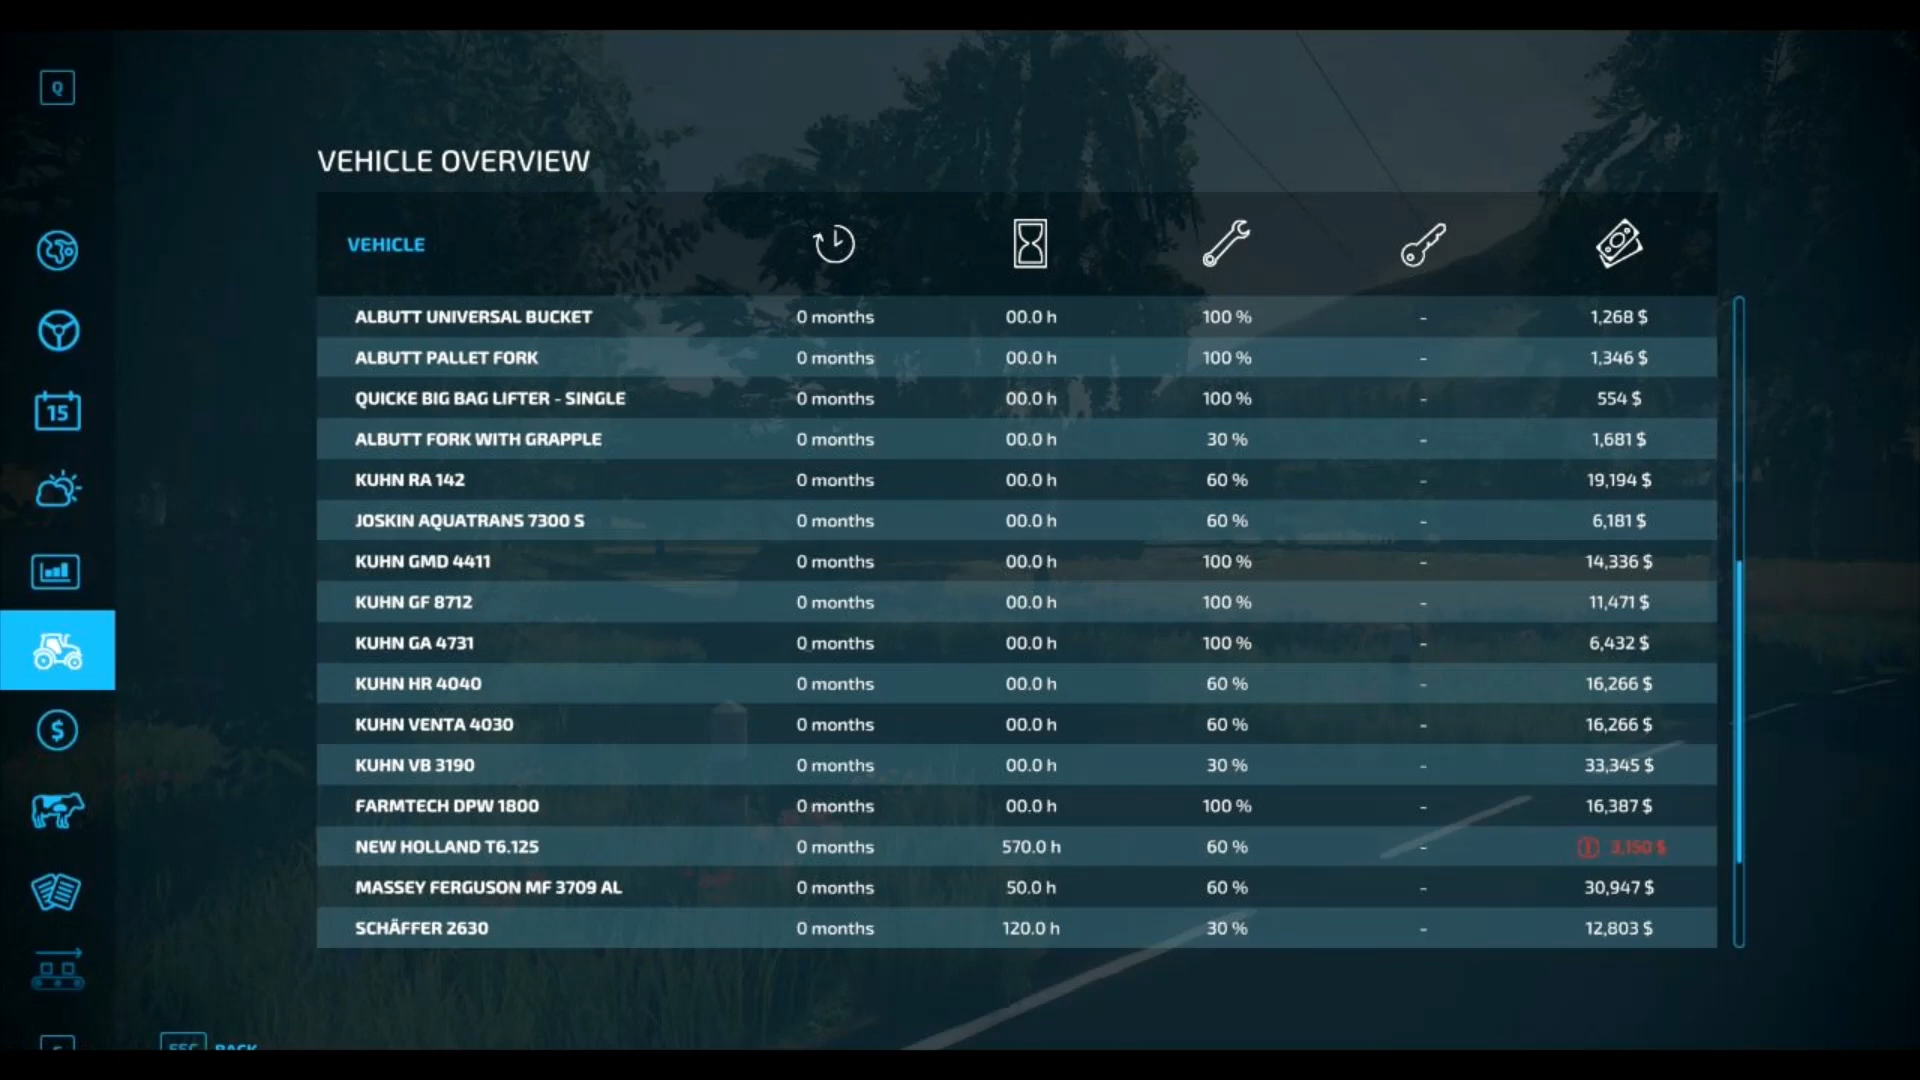 Q
VEHICLE OVERVIEW
VEHICLE
ALBUTT UNIVERSAL BUCKET 0 months 00.0 h 100 % - 1,268 $
ALBUTT PALLET FORK 0 months 00.0 h 100 % - 1,346 $
QUICKE BIG BAG LIFTER - SINGLE 0 months 00.0 h 100 % - 554 $
ALBUTT FORK WITH GRAPPLE 0 months 00.0 h 30 % - 1,681 $
KUHN RA 142 0 months 00.0 h 60 % - 19,194 $
JOSKIN AQUATRANS 7300 S 0 months 00.0 h 60 % - 6,181 $
KUHN GMD 4411 0 months 00.0 h 100 % - 14,336 $
KUHN GF 8712 0 months 00.0 h 100 % - 11,471 $
KUHN GA 4731 0 months 00.0 h 100 % - 6,432 $
KUHN HR 4040 0 months 00.0 h 60 % - 16,266 $
KUHN VENTA 4030 0 months 00.0 h 60 % - 16,266 $
KUHN VB 3190 0 months 00.0 h 30 % - 33,345 $
FARMTECH DPW 1800 0 months 00.0 h 100 % - 16,387 $
NEW HOLLAND T6.125 0 months 570.0 h 60 % - 3,150 $
MASSEY FERGUSON MF 3709 AL 0 months 50.0 h 60 % - 30,947 $
SCHÄFFER 2630 0 months 120.0 h 30 % - 12,803 $
15
$
ESC BACK